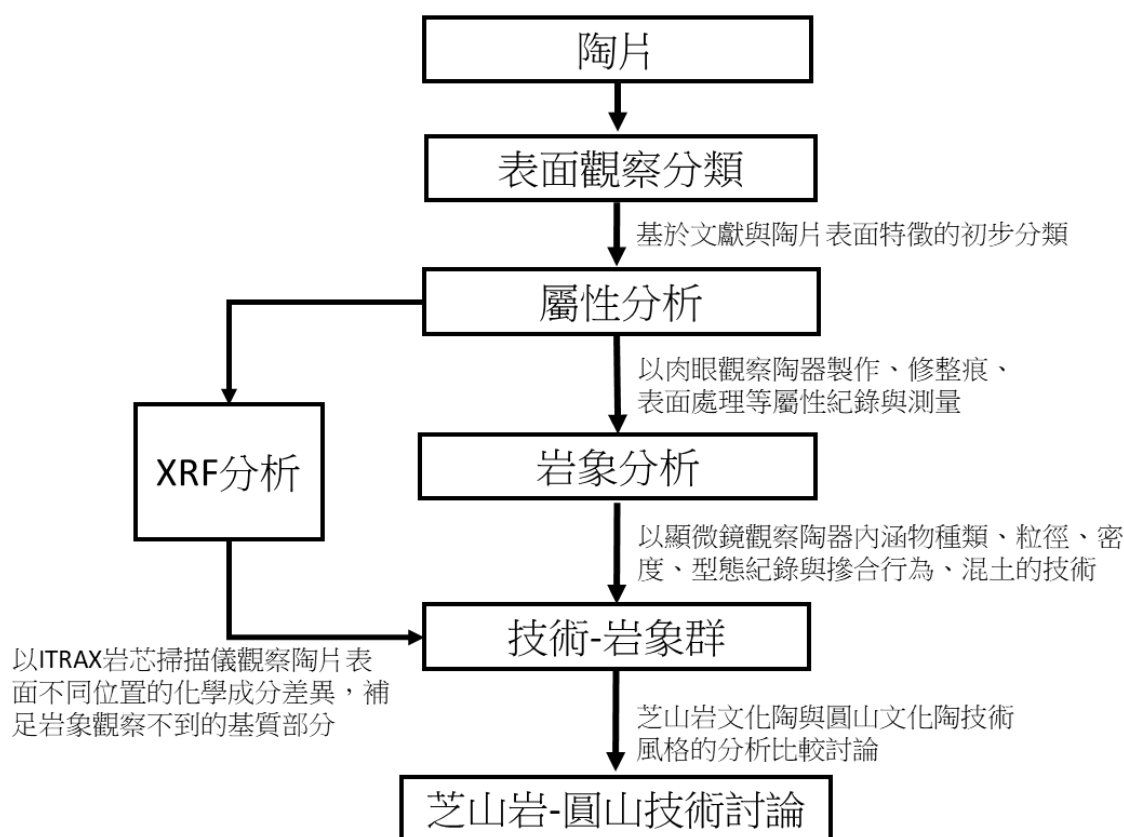 陶片
表面觀察分類
基於文獻與陶片表面特徵的初步分類
屬性分析
以肉眼觀察陶器製作、修整痕、
表面處理等屬性紀錄與測量
XRF分析
岩象分析
以顯微鏡觀察陶器內涵物種類、粒徑、密
度、型態紀錄與摻合行為、混土的技術
技術-岩象群
以ITRAX岩芯掃描儀觀察陶片表
面不同位置的化學成分差異，補
足岩象觀察不到的基質部分
芝山岩文化陶與圓山文化陶技術
風格的分析比較討論
芝山岩-圓山技術討論